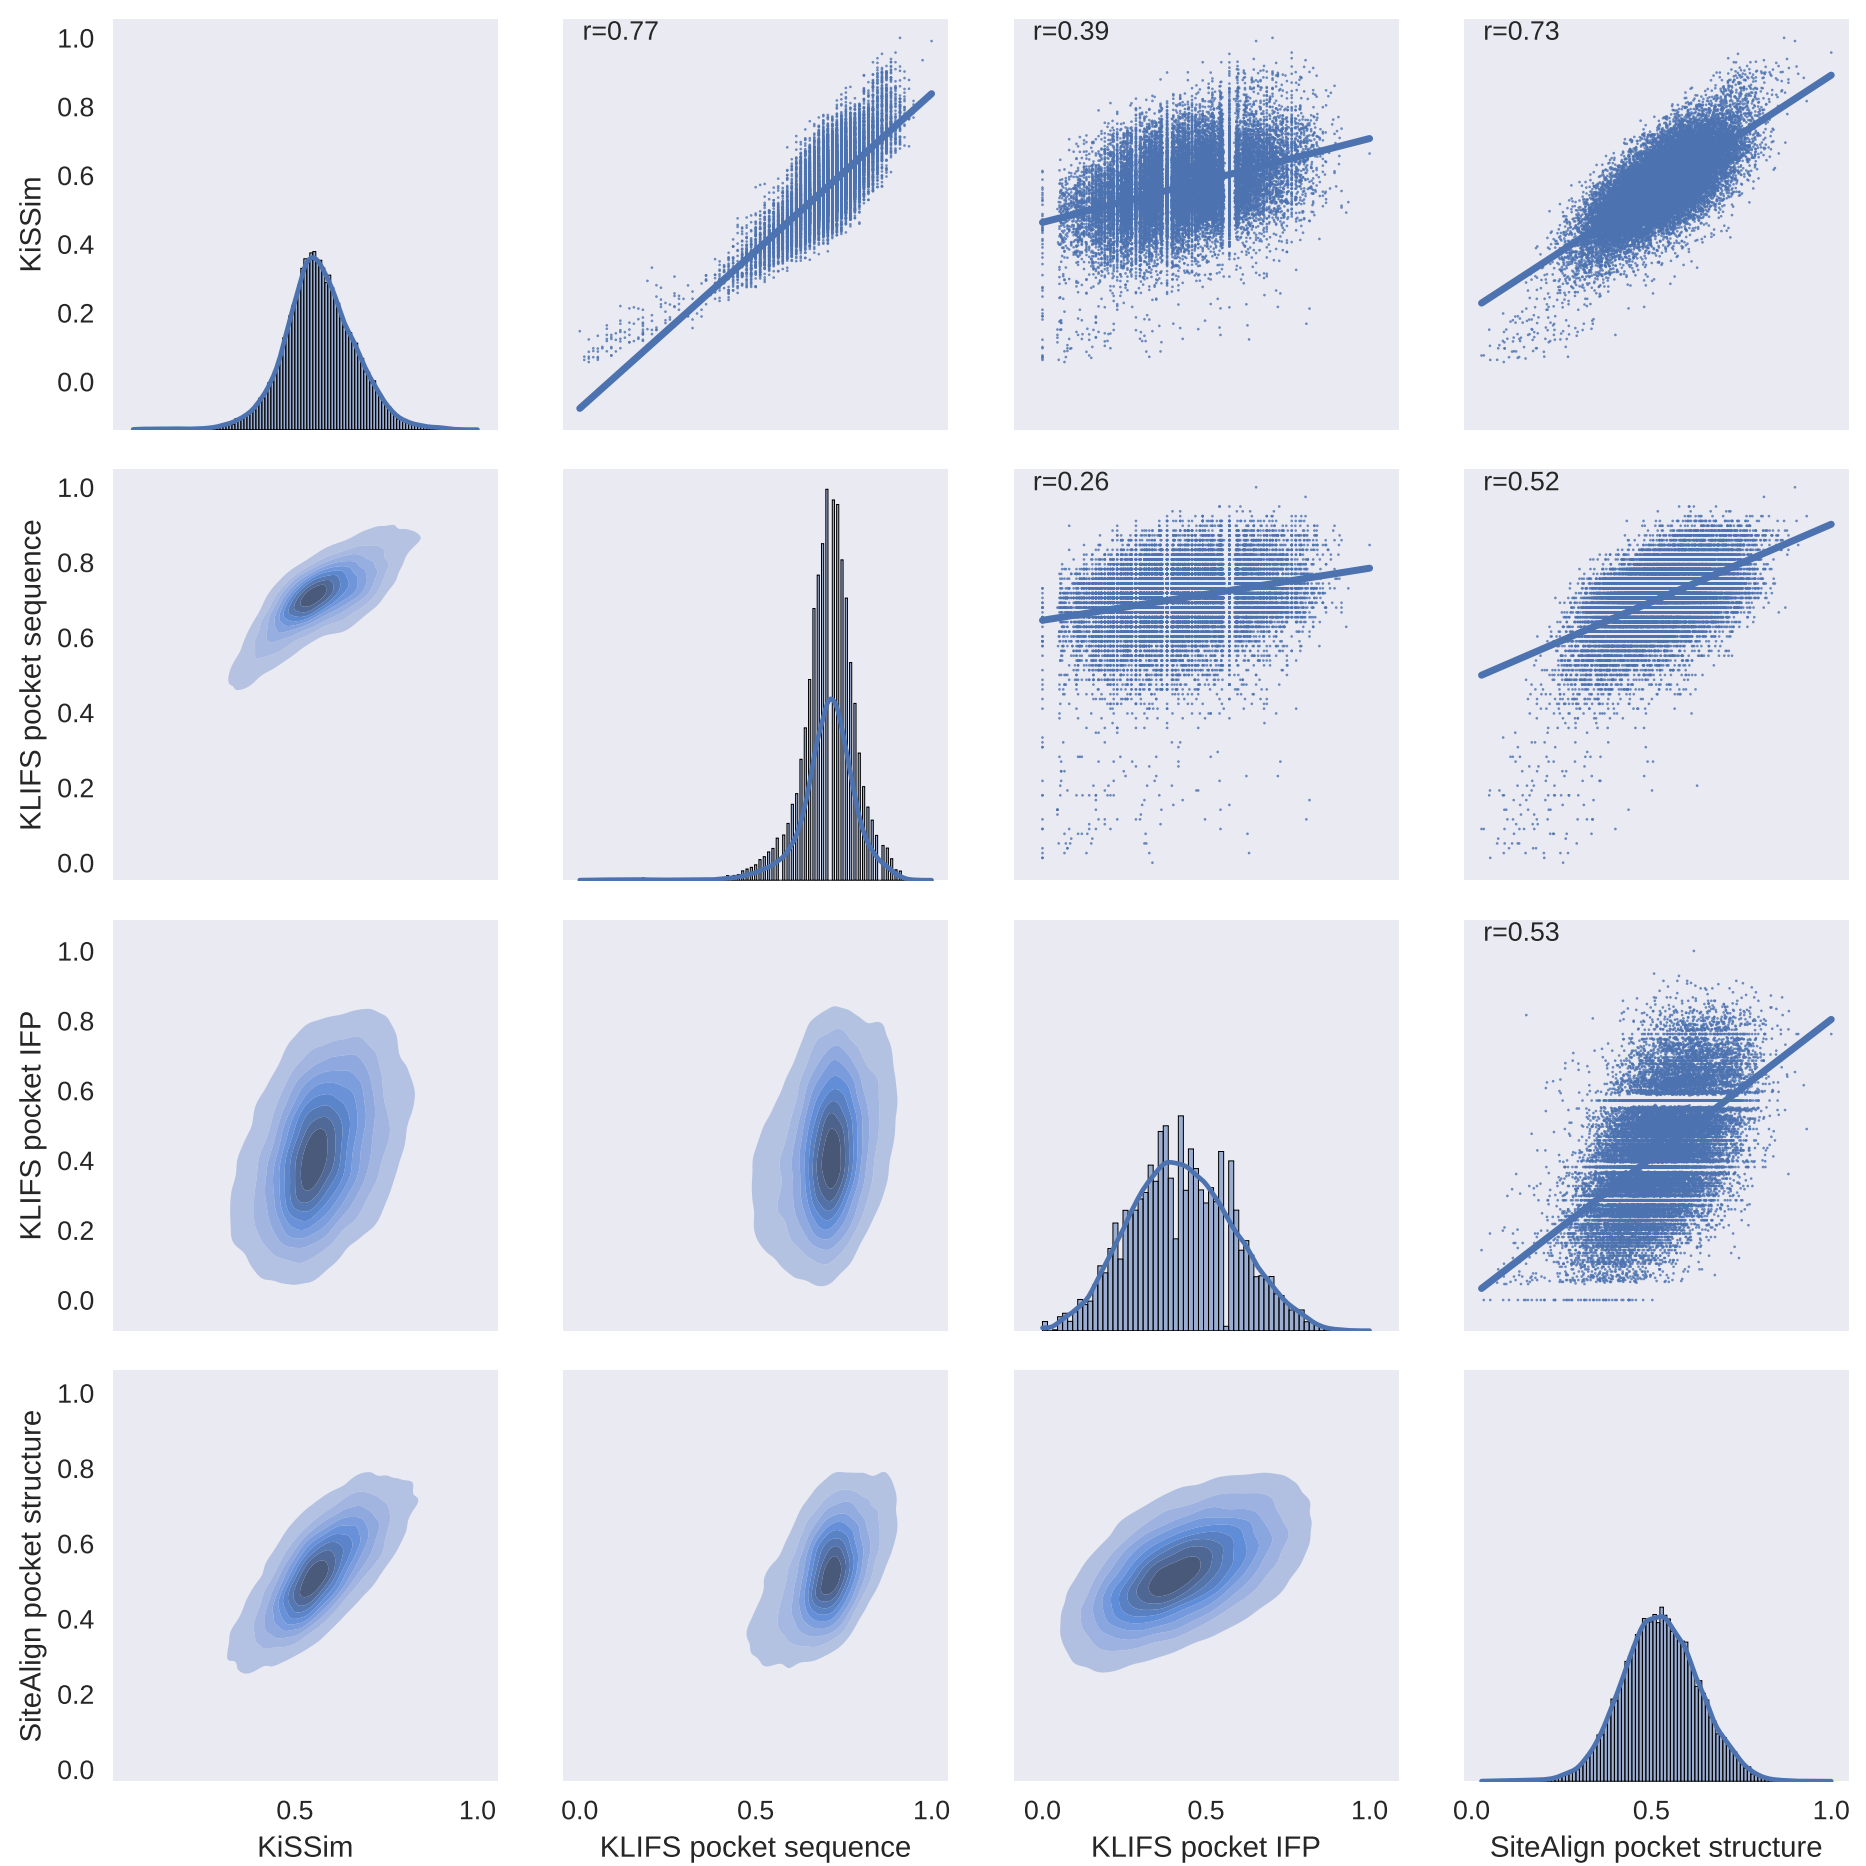 r=0.77
r=0.39
r=0.73
1.0
0.8
0.6
0.4
0.2
0.0
KiSSim
r=0.26
r=0.52
1.0
0.8
0.6
0.4
0.2
0.0
KLIFS pocket sequence
r=0.53
1.0
0.8
0.6
0.4
0.2
0.0
KLIFS pocket IFP
1.0
0.8
0.6
0.4
0.2
0.0
SiteAlign pocket structure
0.5 1.0
KiSSim
0.0 0.5 1.0
KLIFS pocket sequence
0.0 0.5 1.0
KLIFS pocket IFP
0.0 0.5 1.0
SiteAlign pocket structure